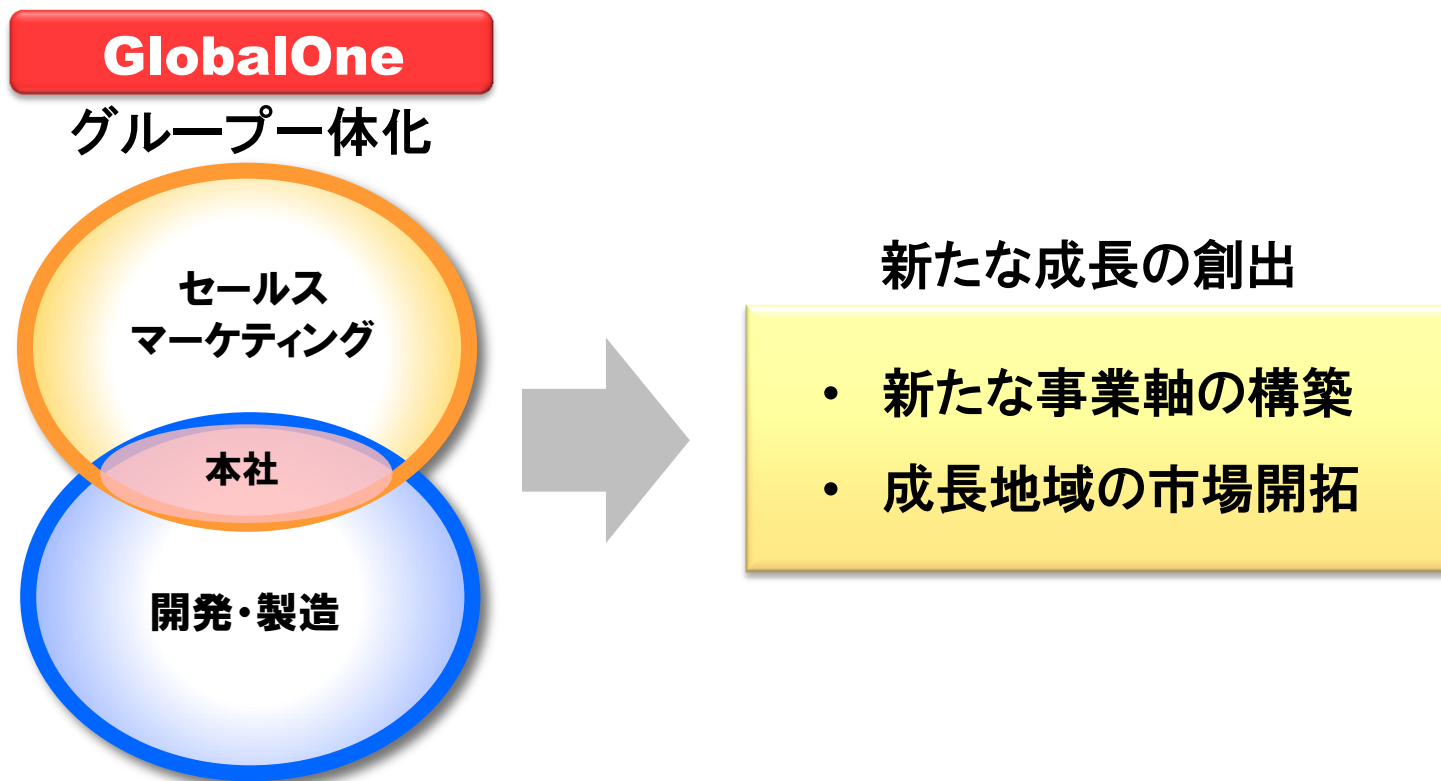 GlobalOne
グループ一体化
セールス
マーケティング
本社
開発・製造
新たな成長の創出
• 新たな事業軸の構築
• 成長地域の市場開拓